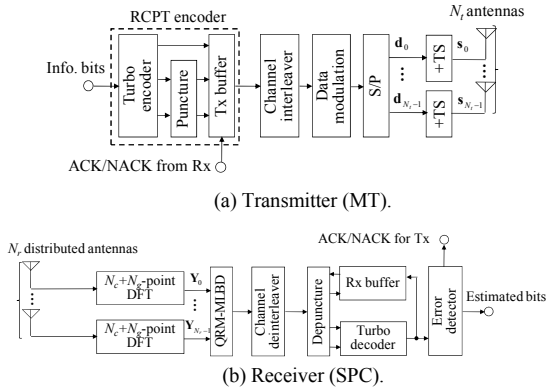 RCPT encoder
N_t antennas
Info. bits
Turbo encoder
Puncture
Tx buffer
Channel interleaver
Data modulation
S/P
d_0
...
d_{N_t-1}
+TS
+TS
s_0
...
s_{N_t-1}
ACK/NACK from Rx
(a) Transmitter (MT).
N_r distributed antennas
...
N_c+N_g-point DFT
N_c+N_g-point DFT
Y_0
...
Y_{N_r-1}
QRM-MLBD
Channel deinterleaver
Depuncture
Rx buffer
Turbo decoder
Error detector
ACK/NACK for Tx
Estimated bits
(b) Receiver (SPC).